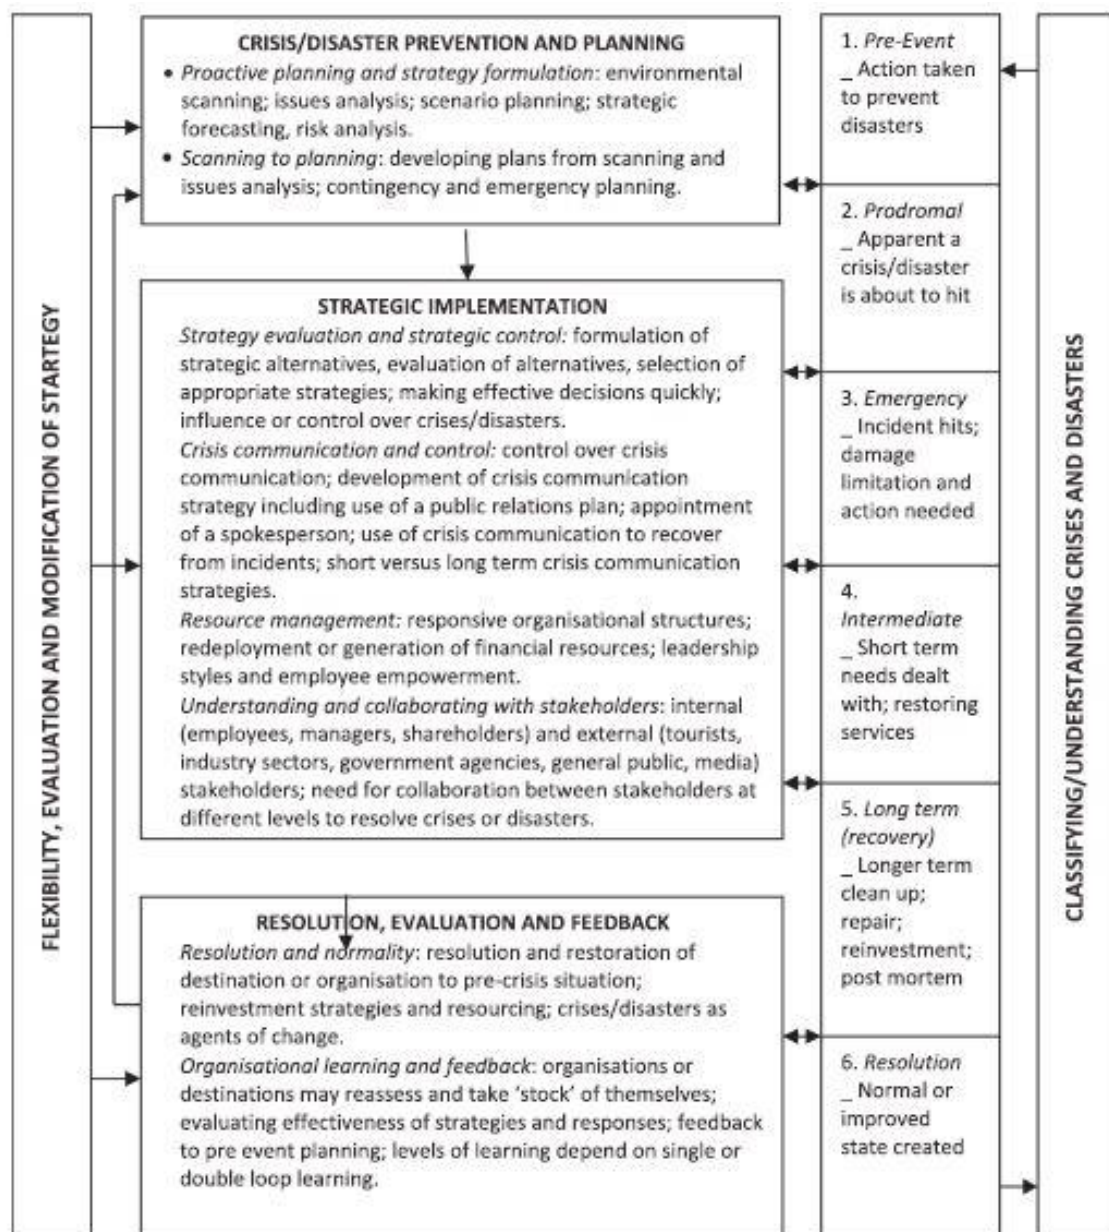 FLEXIBILITY, EVALUATION AND MODIFICATION OF STARTEGY
CRISIS/DISASTER PREVENTION AND PLANNING
• Proactive planning and strategy formulation: environmental
scanning; issues analysis; scenario planning; strategic
forecasting, risk analysis.
• Scanning to planning: developing plans from scanning and
issues analysis; contingency and emergency planning.
STRATEGIC IMPLEMENTATION
Strategy evaluation and strategic control: formulation of
strategic alternatives, evaluation of alternatives, selection of
appropriate strategies; making effective decisions quickly;
influence or control over crises/disasters.
Crisis communication and control: control over crisis
communication; development of crisis communication
strategy including use of a public relations plan; appointment
of a spokesperson; use of crisis communication to recover
from incidents; short versus long term crisis communication
strategies.
Resource management: responsive organisational structures;
redeployment or generation of financial resources; leadership
styles and employee empowerment.
Understanding and collaborating with stakeholders: internal
(employees, managers, shareholders) and external (tourists,
industry sectors, government agencies, general public, media)
stakeholders; need for collaboration between stakeholders at
different levels to resolve crises or disasters.
RESOLUTION, EVALUATION AND FEEDBACK
Resolution and normality: resolution and restoration of
destination or organisation to pre-crisis situation;
reinvestment strategies and resourcing; crises/disasters as
agents of change.
Organisational learning and feedback: organisations or
destinations may reassess and take ‘stock’ of themselves;
evaluating effectiveness of strategies and responses; feedback
to pre event planning; levels of learning depend on single or
double loop learning.
1. Pre-Event
_ Action taken
to prevent
disasters
2. Prodromal
_ Apparent a
crisis/disaster
is about to hit
3. Emergency
_ Incident hits;
damage
limitation and
action needed
4.
Intermediate
_ Short term
needs dealt
with; restoring
services
5. Long term
(recovery)
_ Longer term
clean up;
repair;
reinvestment;
post mortem
6. Resolution
_ Normal or
improved
state created
CLASSIFYING/UNDERSTANDING CRISES AND DISASTERS